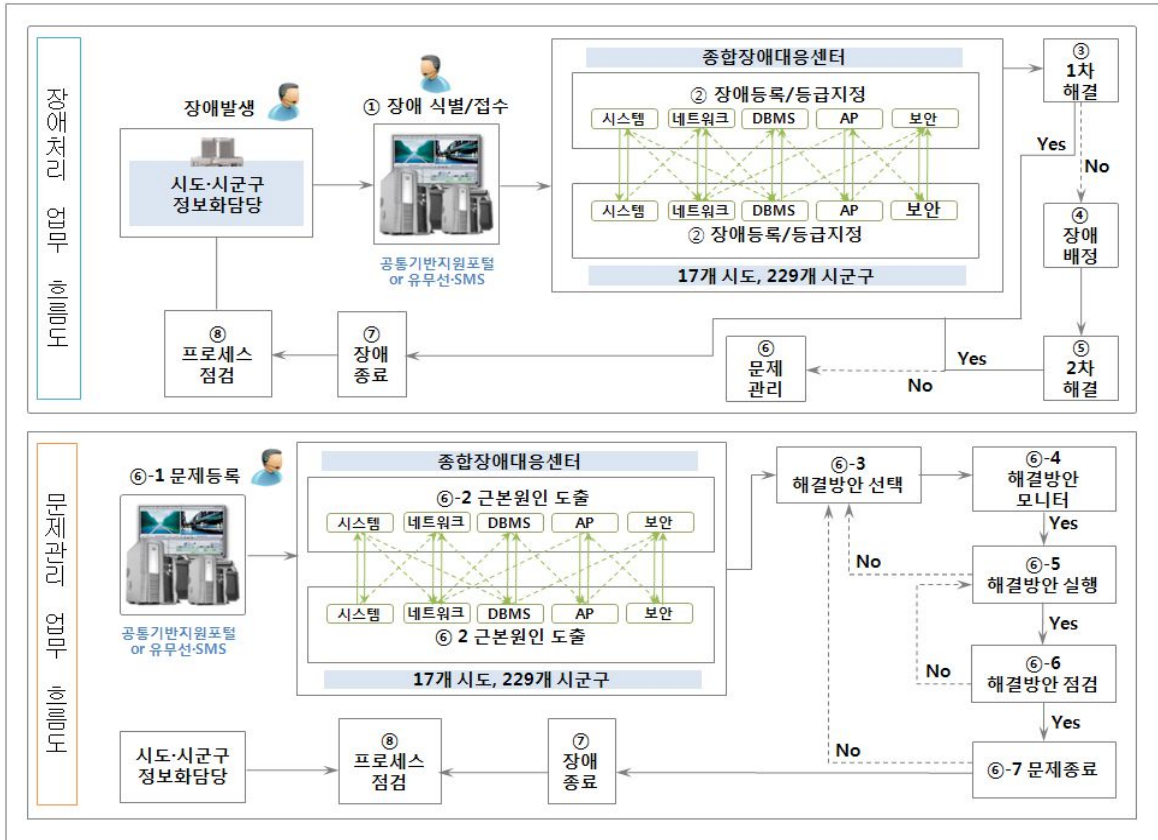 장애처리 업무 흐름도
장애발생
시도·시군구
정보화담당
① 장애 식별/접수
공통기반지원포털
or 유무선·SMS
종합장애대응센터
② 장애등록/등급지정
시스템 네트워크 DBMS AP 보안
시스템 네트워크 DBMS AP 보안
② 장애등록/등급지정
17개 시도, 229개 시군구
③
1차
해결
Yes
No
④
장애
배정
⑤
2차
해결
Yes
No
⑥
문제
관리
⑦
장애
종료
⑧
프로세스
점검
문제관리 업무 흐름도
⑥-1 문제등록
공통기반지원포털
or 유무선·SMS
종합장애대응센터
⑥-2 근본원인 도출
시스템 네트워크 DBMS AP 보안
시스템 네트워크 DBMS AP 보안
⑥ 2 근본원인 도출
17개 시도, 229개 시군구
⑥-3
해결방안 선택
⑥-4
해결방안
모니터
Yes
No
⑥-5
해결방안 실행
Yes
No
⑥-6
해결방안 점검
Yes
No
⑥-7 문제종료
⑦
장애
종료
⑧
프로세스
점검
시도·시군구
정보화담당